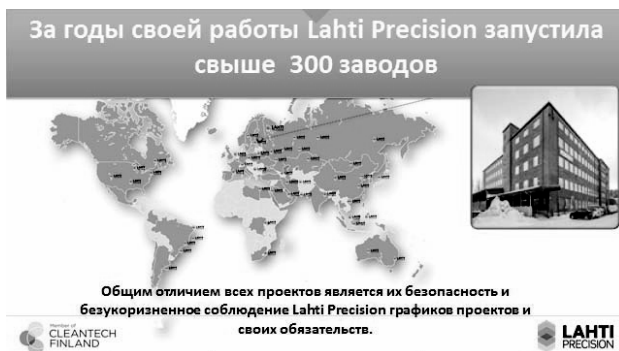 За годы своей работы Lahti Precision запустила
свыше 300 заводов
LAHTI
Общим отличием всех проектов является их безопасность и
безукоризненное соблюдение Lahti Precision графиков проектов и
своих обязательств.
Member of
CLEANTECH
FINLAND
LAHTI
PRECISION